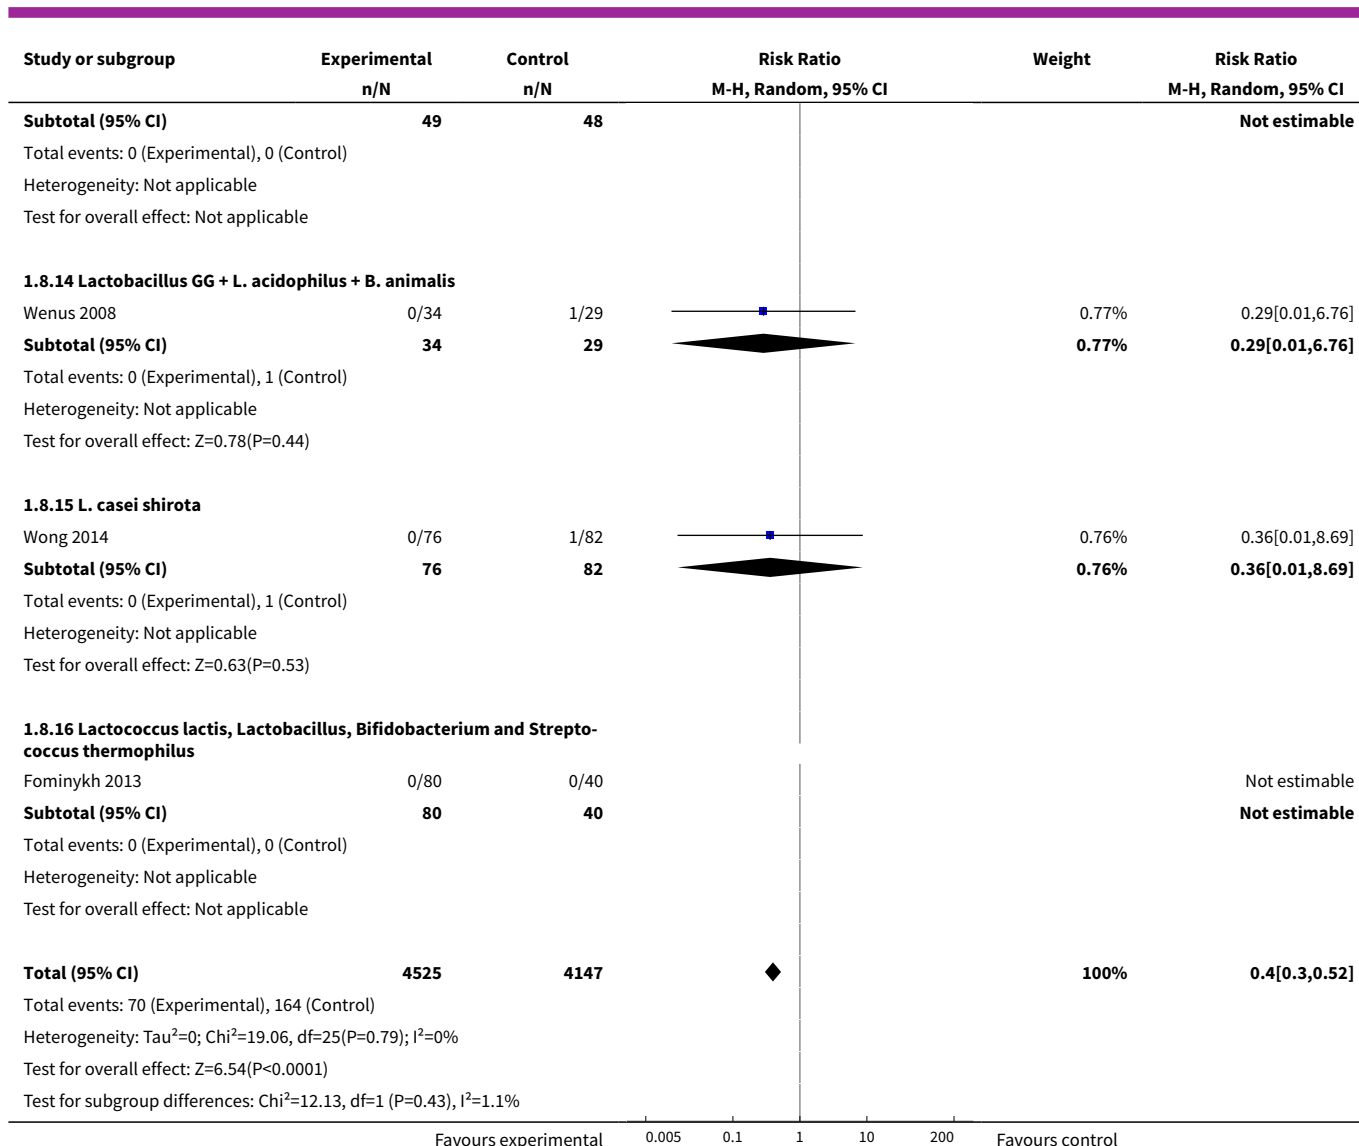 Study or subgroup Experimental Control Risk Ratio Weight Risk Ratio
n/N n/N M-H, Random, 95% CI M-H, Random, 95% CI
Subtotal (95% CI) 49 48 Not estimable
Total events: 0 (Experimental), 0 (Control)
Heterogeneity: Not applicable
Test for overall effect: Not applicable
1.8.14 Lactobacillus GG + L. acidophilus + B. animalis
Wenus 2008 0/34 1/29 0.77% 0.29[0.01,6.76]
Subtotal (95% CI) 34 29 0.77% 0.29[0.01,6.76]
Total events: 0 (Experimental), 1 (Control)
Heterogeneity: Not applicable
Test for overall effect: Z=0.78(P=0.44)
1.8.15 L. casei shirota
Wong 2014 0/76 1/82 0.76% 0.36[0.01,8.69]
Subtotal (95% CI) 76 82 0.76% 0.36[0.01,8.69]
Total events: 0 (Experimental), 1 (Control)
Heterogeneity: Not applicable
Test for overall effect: Z=0.63(P=0.53)
1.8.16 Lactococcus lactis, Lactobacillus, Bifidobacterium and Strepto-
coccus thermophilus
Fominykh 2013 0/80 0/40 Not estimable
Subtotal (95% CI) 80 40 Not estimable
Total events: 0 (Experimental), 0 (Control)
Heterogeneity: Not applicable
Test for overall effect: Not applicable
Total (95% CI) 4525 4147 100% 0.4[0.3,0.52]
Total events: 70 (Experimental), 164 (Control)
Heterogeneity: Tau²=0; Chi²=19.06, df=25(P=0.79); I²=0%
Test for overall effect: Z=6.54(P<0.0001)
Test for subgroup differences: Chi²=12.13, df=1 (P=0.43), I²=1.1%
Favours experimental 0.005 0.1 1 10 200 Favours control